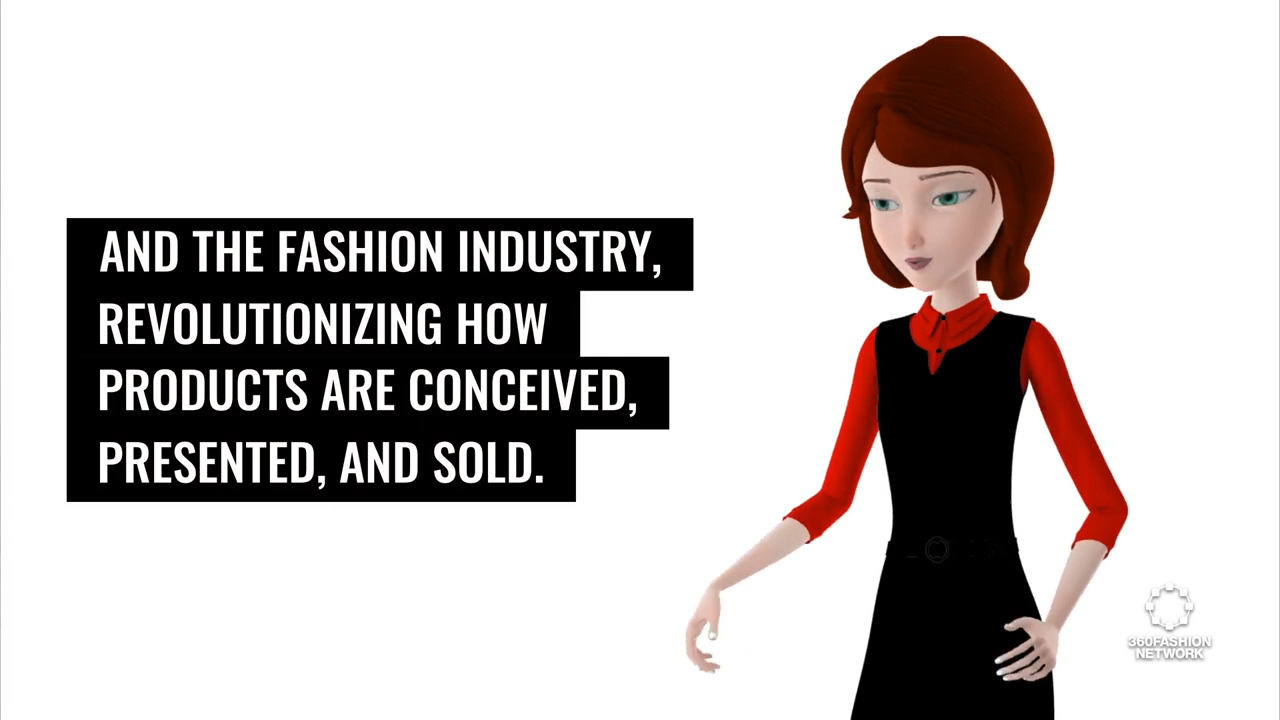 AND THE FASHION INDUSTRY,
REVOLUTIONIZING HOW
PRODUCTS ARE CONCEIVED,
PRESENTED, AND SOLD.
360FASHION
NETWORK